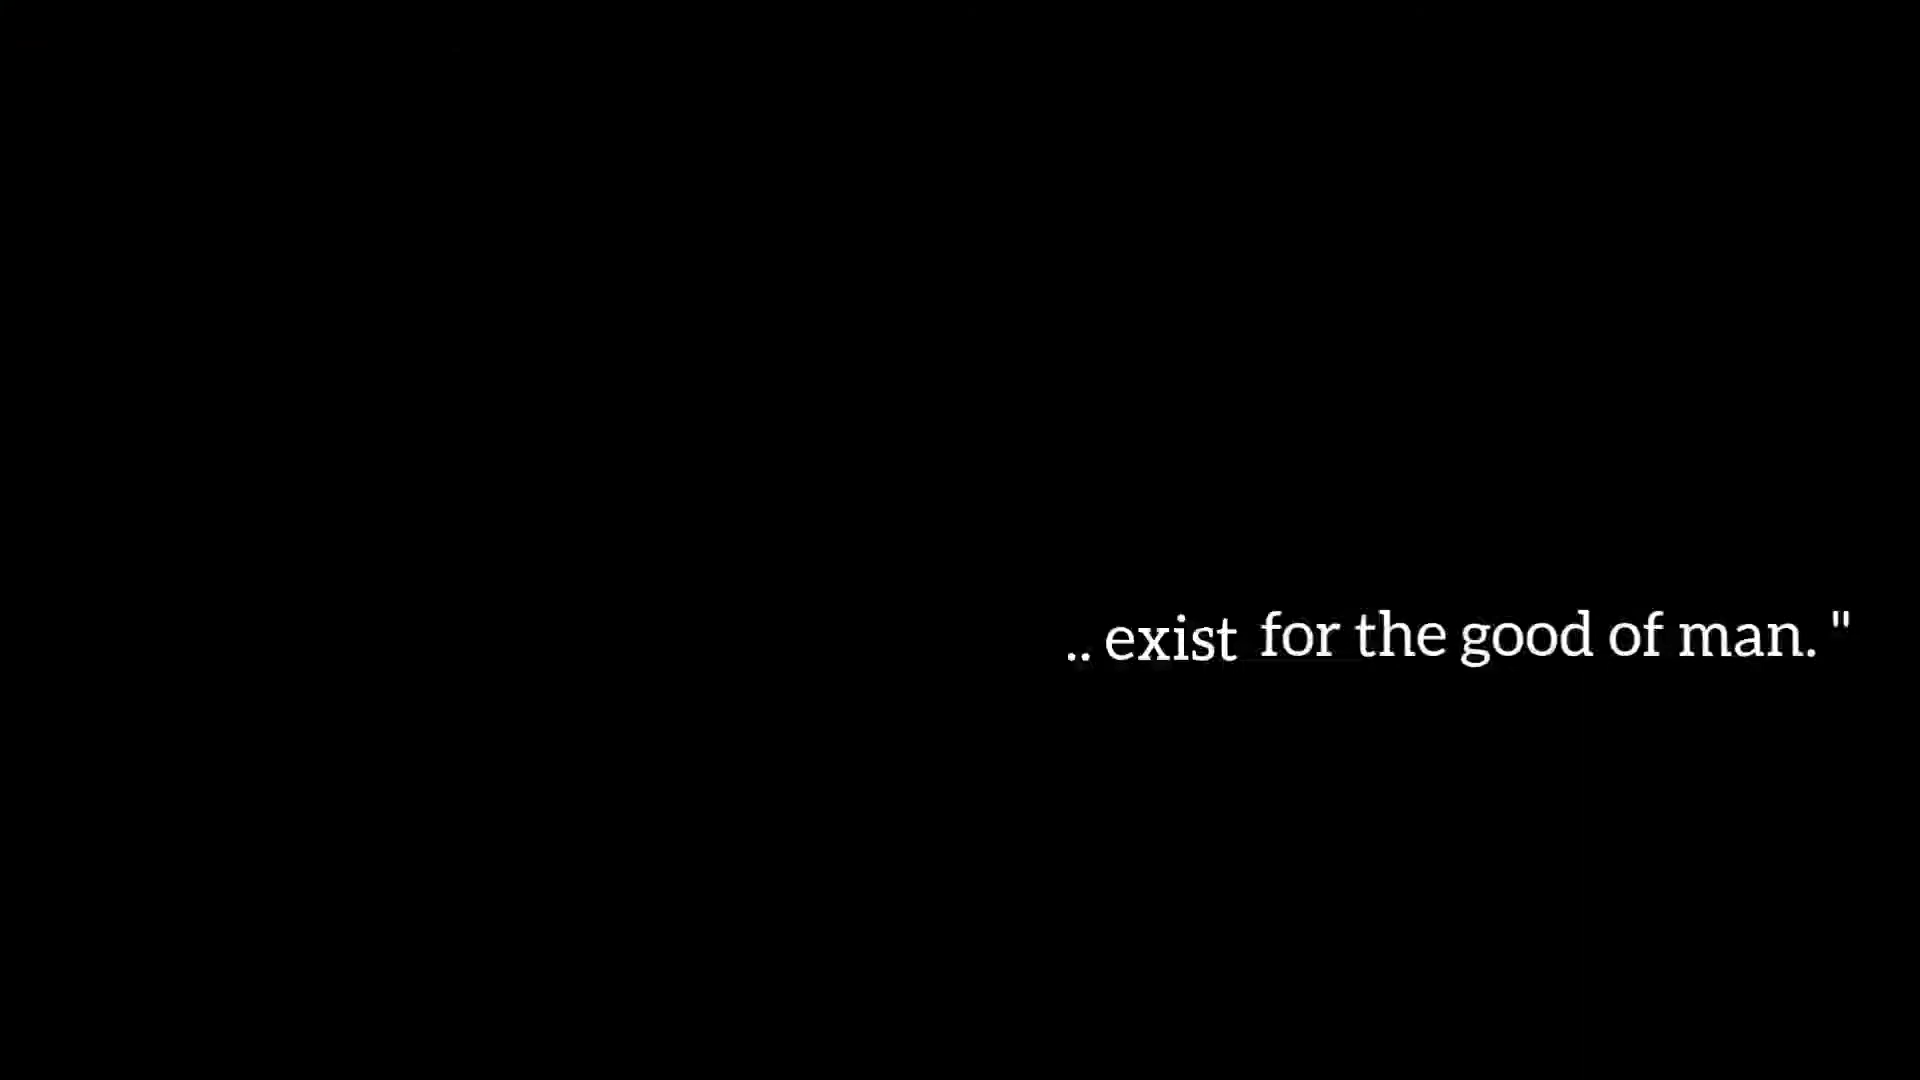 .. exist for the good of man. "